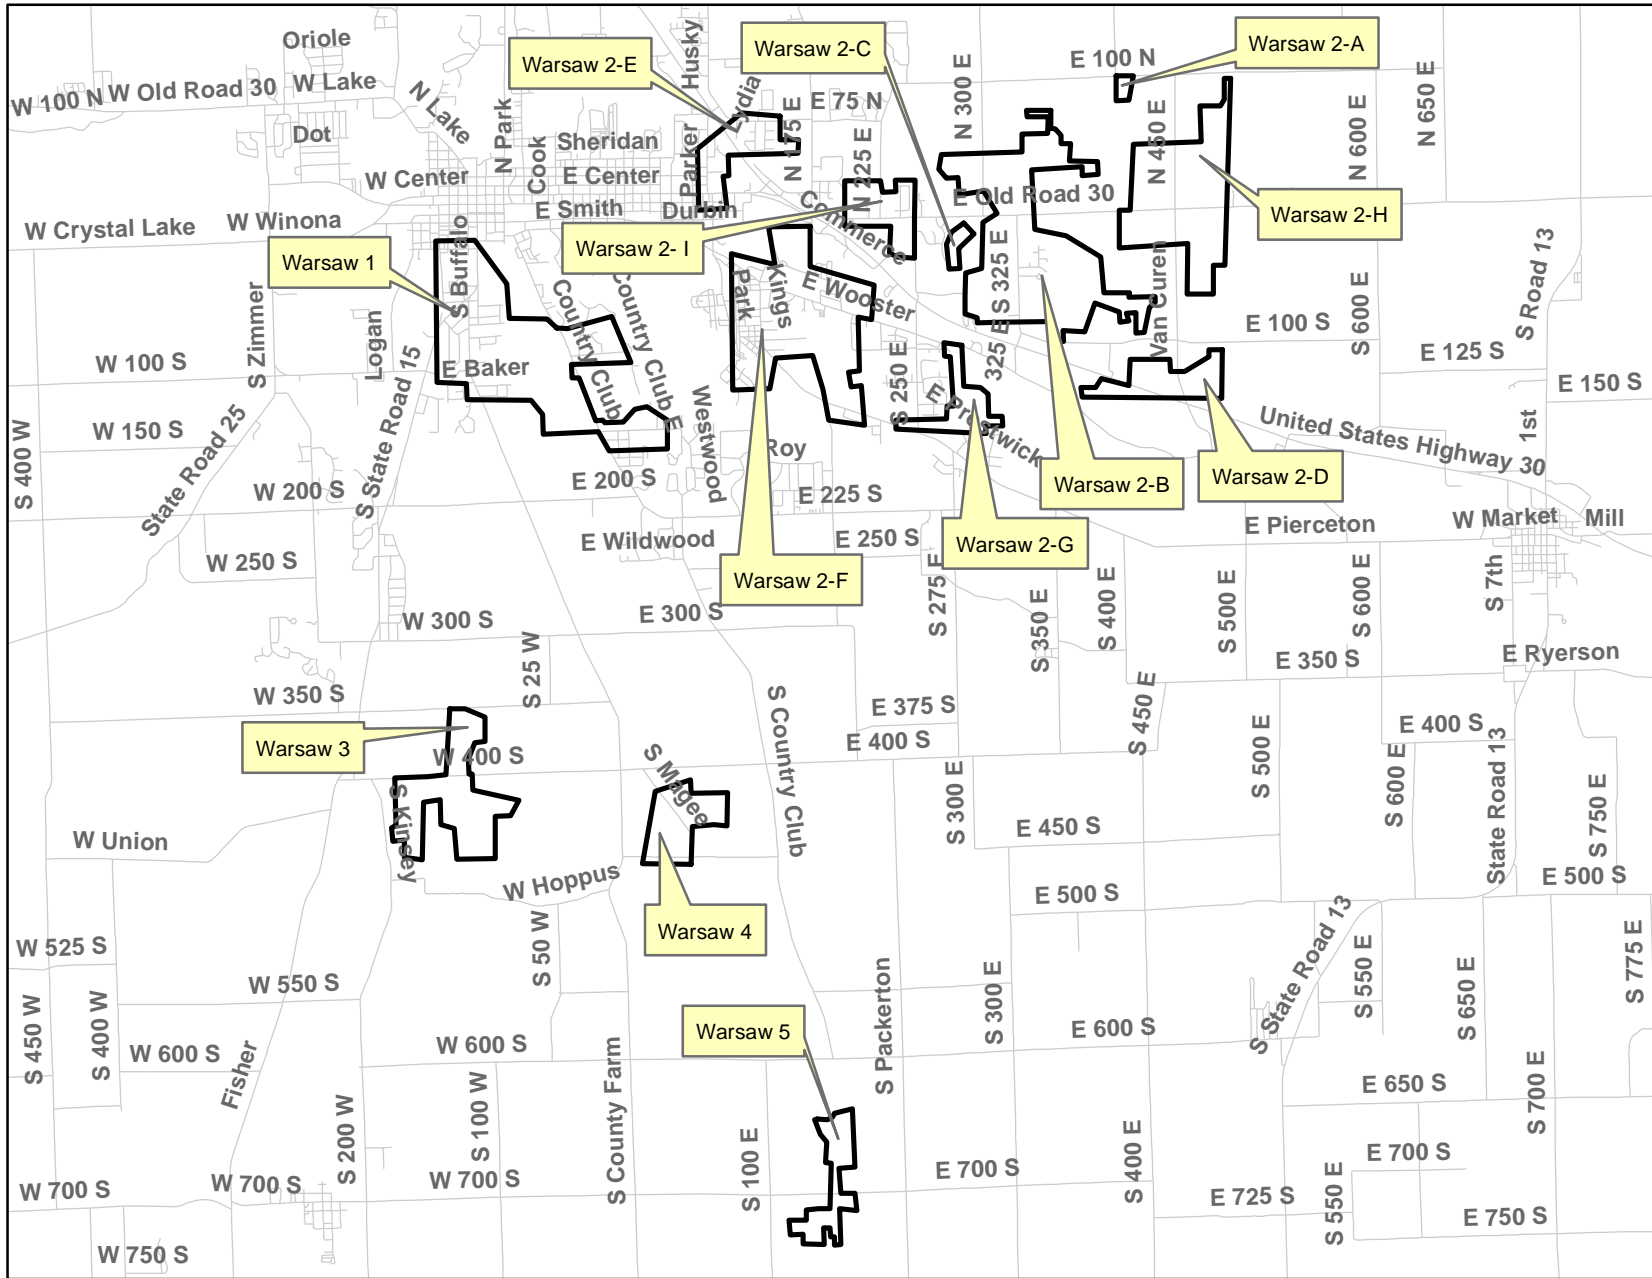 Oriole
Husky
Warsaw 2-C
Warsaw 2-A
Warsaw 2-E
E 100 N
W 100 N
W Old Road 30
W Lake
N Lake
N Park
Lydia
E 75 N
N 175 E
N 300 E
N 450 E
N 600 E
N 650 E
Dot
Sheridan
E Cook
Parker
N 225 E
W Center
E Center
E Smith
Durbin
Commerce
E Old Road 30
W Crystal Lake
W Winona
Warsaw 2-H
Warsaw 2- I
Warsaw 1
S Buffalo
S Zimmer
Logan
Country Club
Country Club E
Park
Kings
E Wooster
325 E
S 325 E
Van Curen
S 600 E
S 600 E
S Road 13
E 100 S
E 125 S
E 150 S
W 100 S
S State Road 15
E Baker
Westwood
S 250 E
E Prestwick
1st
S 400 W
W 150 S
State Road 25
W 200 S
E 200 S
Roy
E 225 S
Warsaw 2-B
Warsaw 2-D
United States Highway 30
E Pierceton
W Market
Mill
W 250 S
E Wildwood
E 250 S
Warsaw 2-G
Warsaw 2-F
S 275 E
S 350 E
S 400 E
S 500 E
S 600 E
S 7th
W 300 S
E 300 S
S 25 W
E 350 S
E Ryerson
W 350 S
S Country Club
E 375 S
E 400 S
S 450 E
S 500 E
E 400 S
S 600 E
State Road 13
S 750 E
Warsaw 3
W 400 S
S Magee
S Kinsey
S 300 E
E 450 S
W Union
W Hoppus
E 500 S
E 500 S
Warsaw 4
W 525 S
S 50 W
W 550 S
S State Road 13
S 550 E
S 650 E
S 775 E
S 450 W
S 400 W
W 600 S
Fisher
W 600 S
Warsaw 5
S Packerton
S 300 E
E 600 S
E 650 S
S 700 E
S 200 W
S 100 W
S County Farm
S 100 E
W 700 S
W 700 S
W 700 S
E 700 S
S 400 E
E 700 S
E 725 S
S 550 E
E 750 S
W 750 S